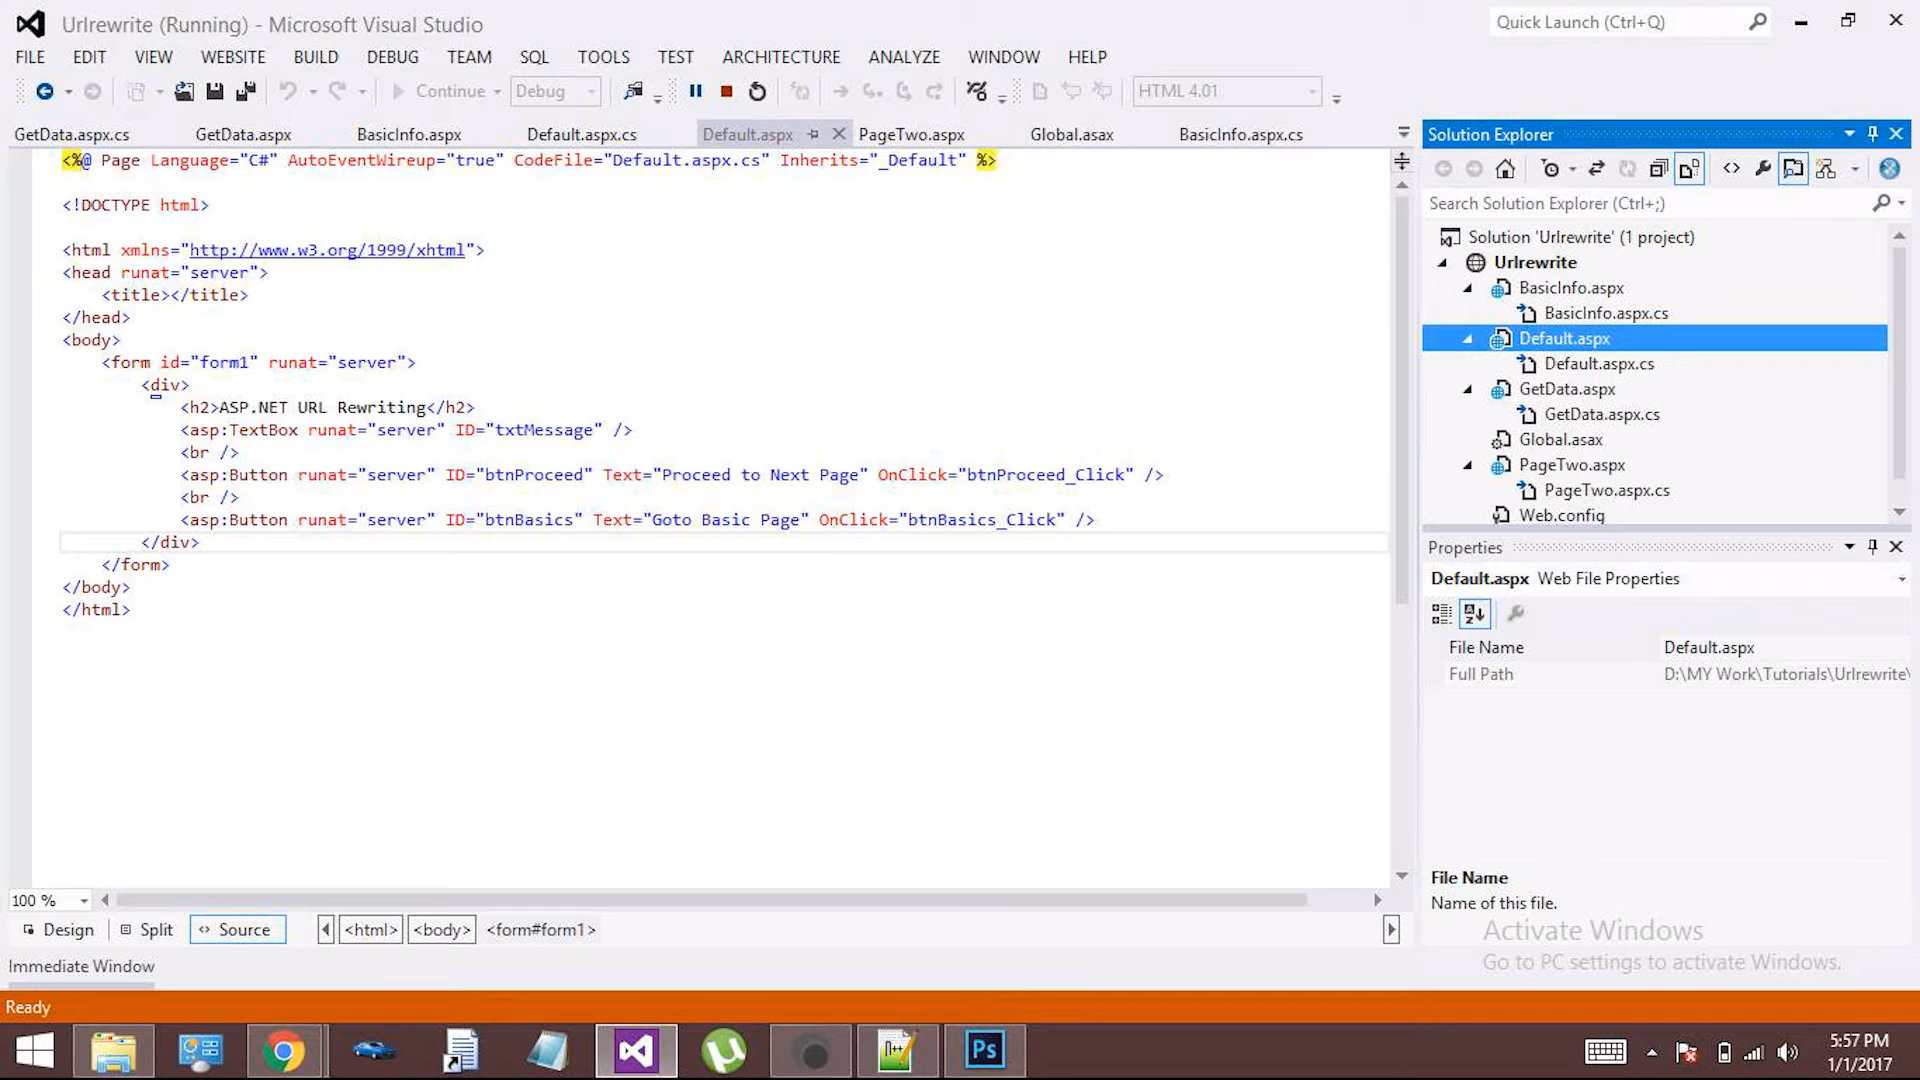 Urlrewrite (Running) - Microsoft Visual Studio
Quick Launch (Ctrl+Q)
FILE EDIT VIEW WEBSITE BUILD DEBUG TEAM SQL TOOLS TEST ARCHITECTURE ANALYZE WINDOW HELP
Continue Debug HTML 4.01
GetData.aspx.cs GetData.aspx BasicInfo.aspx Default.aspx.cs Default.aspx PageTwo.aspx Global.asax BasicInfo.aspx.cs
<%@ Page Language="C#" AutoEventWireup="true" CodeFile="Default.aspx.cs" Inherits="_Default" %>
<!DOCTYPE html>
<html xmlns="http://www.w3.org/1999/xhtml">
<head runat="server">
<title></title>
</head>
<body>
<form id="form1" runat="server">
<div>
<h2>ASP.NET URL Rewriting</h2>
<asp:TextBox runat="server" ID="txtMessage" />
<br />
<asp:Button runat="server" ID="btnProceed" Text="Proceed to Next Page" OnClick="btnProceed_Click" />
<br />
<asp:Button runat="server" ID="btnBasics" Text="Goto Basic Page" OnClick="btnBasics_Click" />
</div>
</form>
</body>
</html>
100 %
Design Split Source <html> <body> <form#form1>
Immediate Window
Ready
Solution Explorer
Search Solution Explorer (Ctrl+;)
Solution 'Urlrewrite' (1 project)
Urlrewrite
BasicInfo.aspx
BasicInfo.aspx.cs
Default.aspx
Default.aspx.cs
GetData.aspx
GetData.aspx.cs
Global.asax
PageTwo.aspx
PageTwo.aspx.cs
Web.config
Properties
Default.aspx Web File Properties
File Name Default.aspx
Full Path D:\MY Work\Tutorials\Urlrewrite\
File Name
Name of this file.
Activate Windows
Go to PC settings to activate Windows.
N++
Ps
5:57 PM
1/1/2017